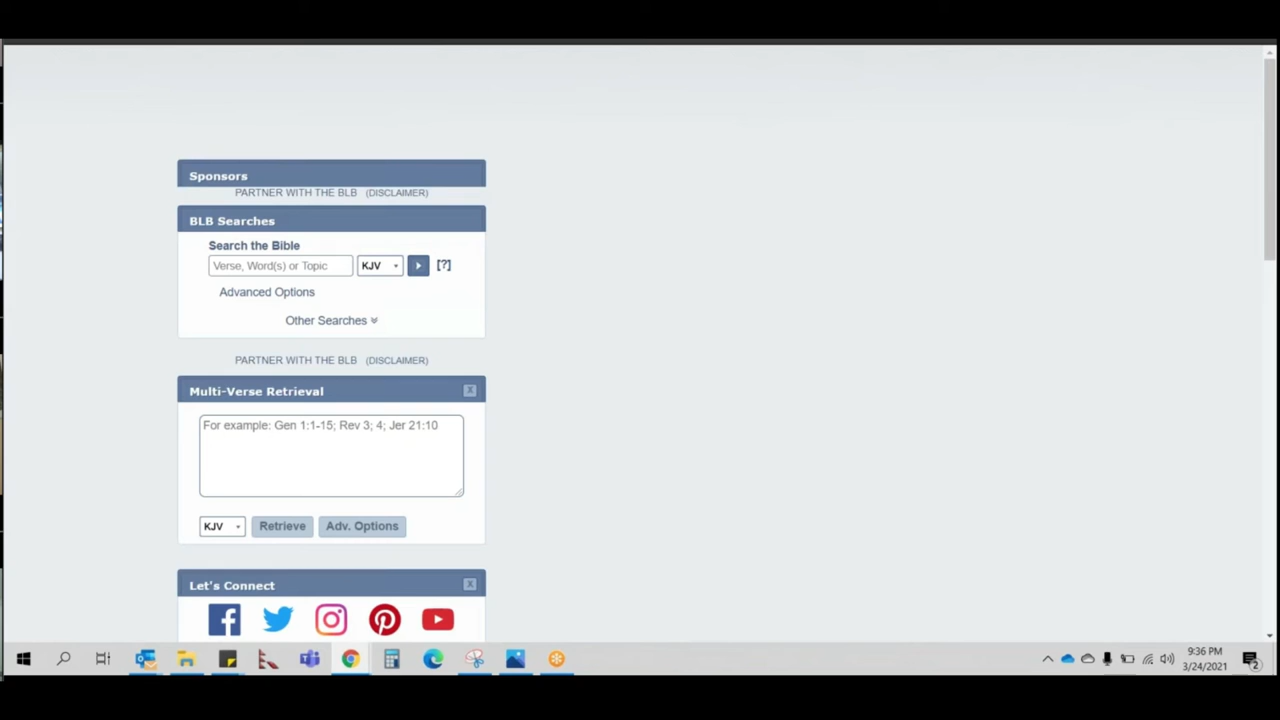 Sponsors
PARTNER WITH THE BLB (DISCLAIMER)
BLB Searches
Search the Bible
Verse, Word(s) or Topic KJV [?]
Advanced Options
Other Searches
PARTNER WITH THE BLB (DISCLAIMER)
Multi-Verse Retrieval X
For example: Gen 1:1-15; Rev 3; 4; Jer 21:10
KJV Retrieve Adv. Options
Let's Connect X
9:36 PM
3/24/2021
2